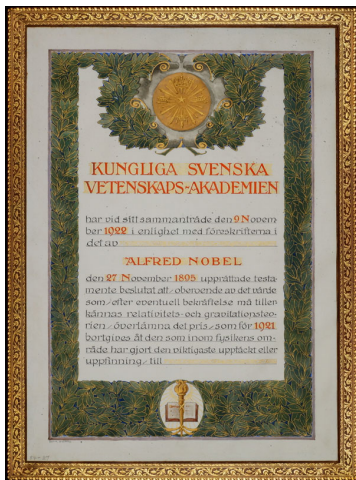 KUNGLIGA SVENSKA
VETENSKAPS-AKADEMIEN
har vid sitt sammanträde den 9 Novem
ber 1922 i enlighet med föreskrifterna i
det av
ALFRED NOBEL
den 27 November 1895 upprättade testa-
mente beslutat att / oberoende av det värde
som / efter eventuell bekräftelse må tiller
kännas relativitets- och gravitationsteo-
rien / överlämna det pris / som för 1921
bortgives åt den som inom fysikens om-
råde har gjort den viktigaste upptäckt eller
uppfinning / till